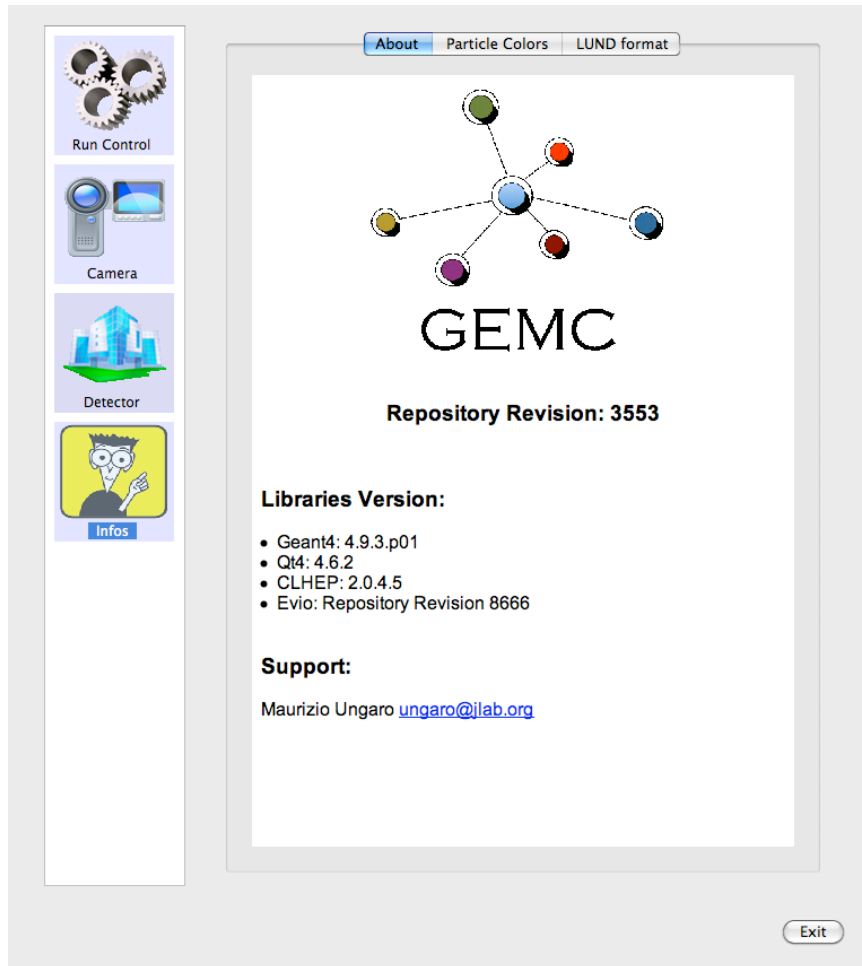 Run Control
Camera
Detector
Infos
About Particle Colors LUND format
GEMC
Repository Revision: 3553
Libraries Version:
• Geant4: 4.9.3.p01
• Qt4: 4.6.2
• CLHEP: 2.0.4.5
• Evio: Repository Revision 8666
Support:
Maurizio Ungaro ungaro@jlab.org
Exit